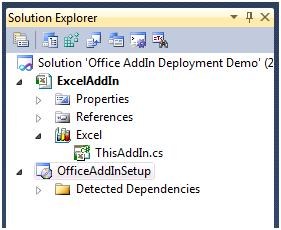 Solution Explorer
Solution 'Office AddIn Deployment Demo' (2
ExcelAddIn
Properties
References
Excel
ThisAddIn.cs
OfficeAddInSetup
Detected Dependencies